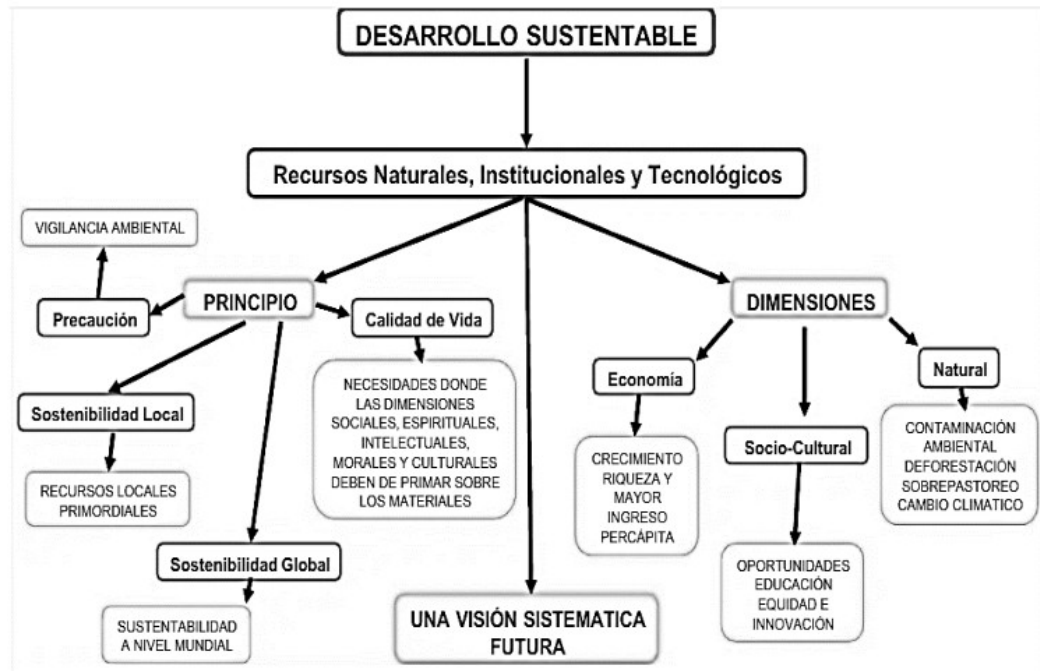 DESARROLLO SUSTENTABLE
Recursos Naturales, Institucionales y Tecnológicos
VIGILANCIA AMBIENTAL
PRINCIPIO
Precaución
Calidad de Vida
NECESIDADES DONDE
LAS DIMENSIONES
SOCIALES, ESPIRITUALES,
INTELECTUALES,
MORALES Y CULTURALES
DEBEN DE PRIMAR SOBRE
LOS MATERIALES
Sostenibilidad Local
RECURSOS LOCALES
PRIMORDIALES
Sostenibilidad Global
SUSTENTABILIDAD
A NIVEL MUNDIAL
UNA VISIÓN SISTEMATICA
FUTURA
DIMENSIONES
Economía
CRECIMIENTO
RIQUEZA Y
MAYOR
INGRESO
PERCÁPITA
Socio-Cultural
OPORTUNIDADES
EDUCACIÓN
EQUIDAD E
INNOVACIÓN
Natural
CONTAMINACIÓN
AMBIENTAL
DEFORESTACIÓN
SOBREPASTOREO
CAMBIO CLIMATICO